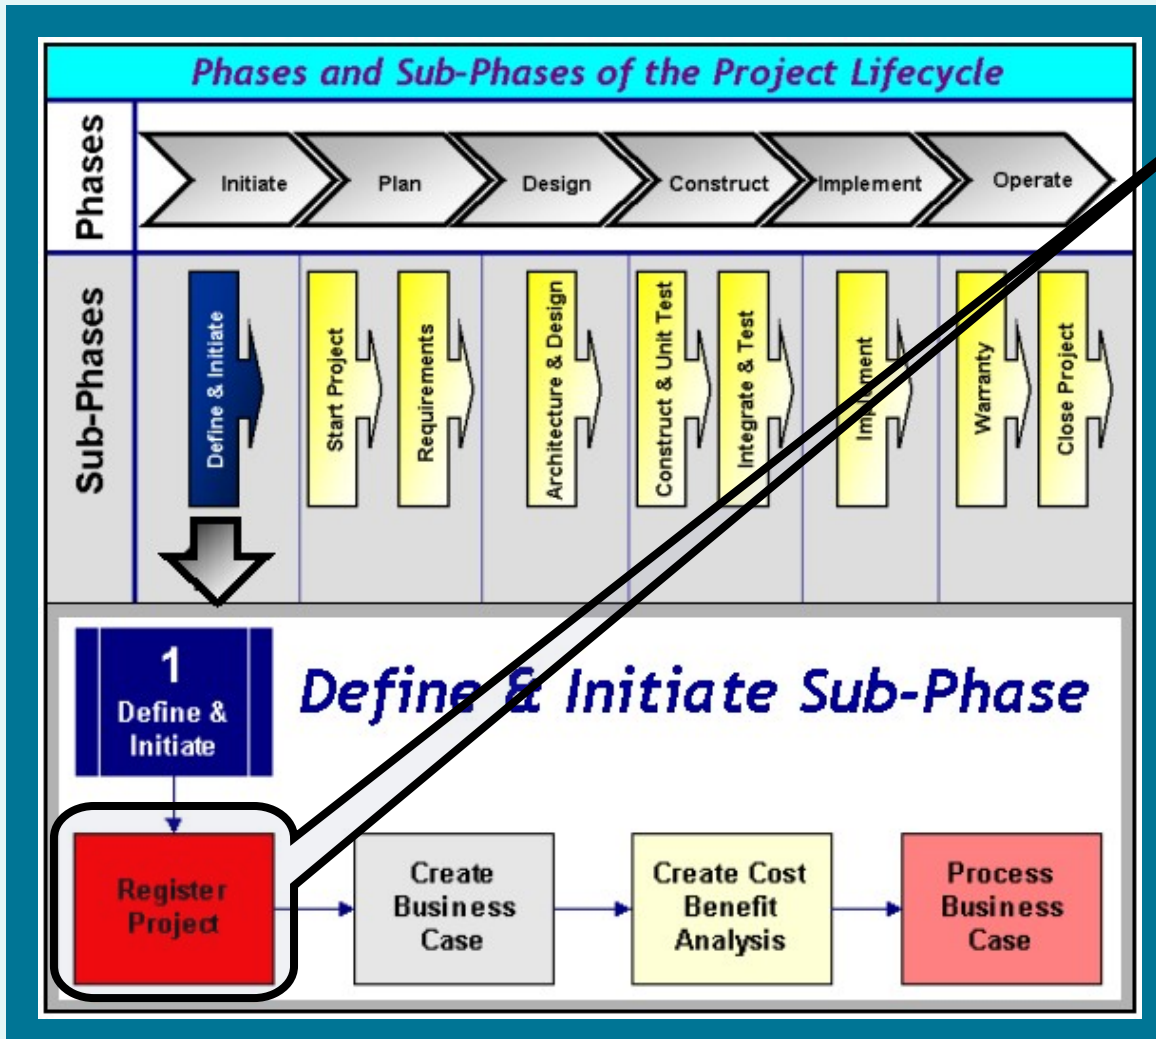 Phases and Sub-Phases of the Project Lifecycle
Phases
Initiate
Plan
Design
Construct
Implement
Operate
Sub-Phases
Define & Initiate
Start Project
Requirements
Architecture & Design
Construct & Unit Test
Integrate & Test
Implement
Warranty
Close Project
1
Define &
Initiate
Define & Initiate Sub-Phase
Register
Project
Create
Business
Case
Create Cost
Benefit
Analysis
Process
Business
Case